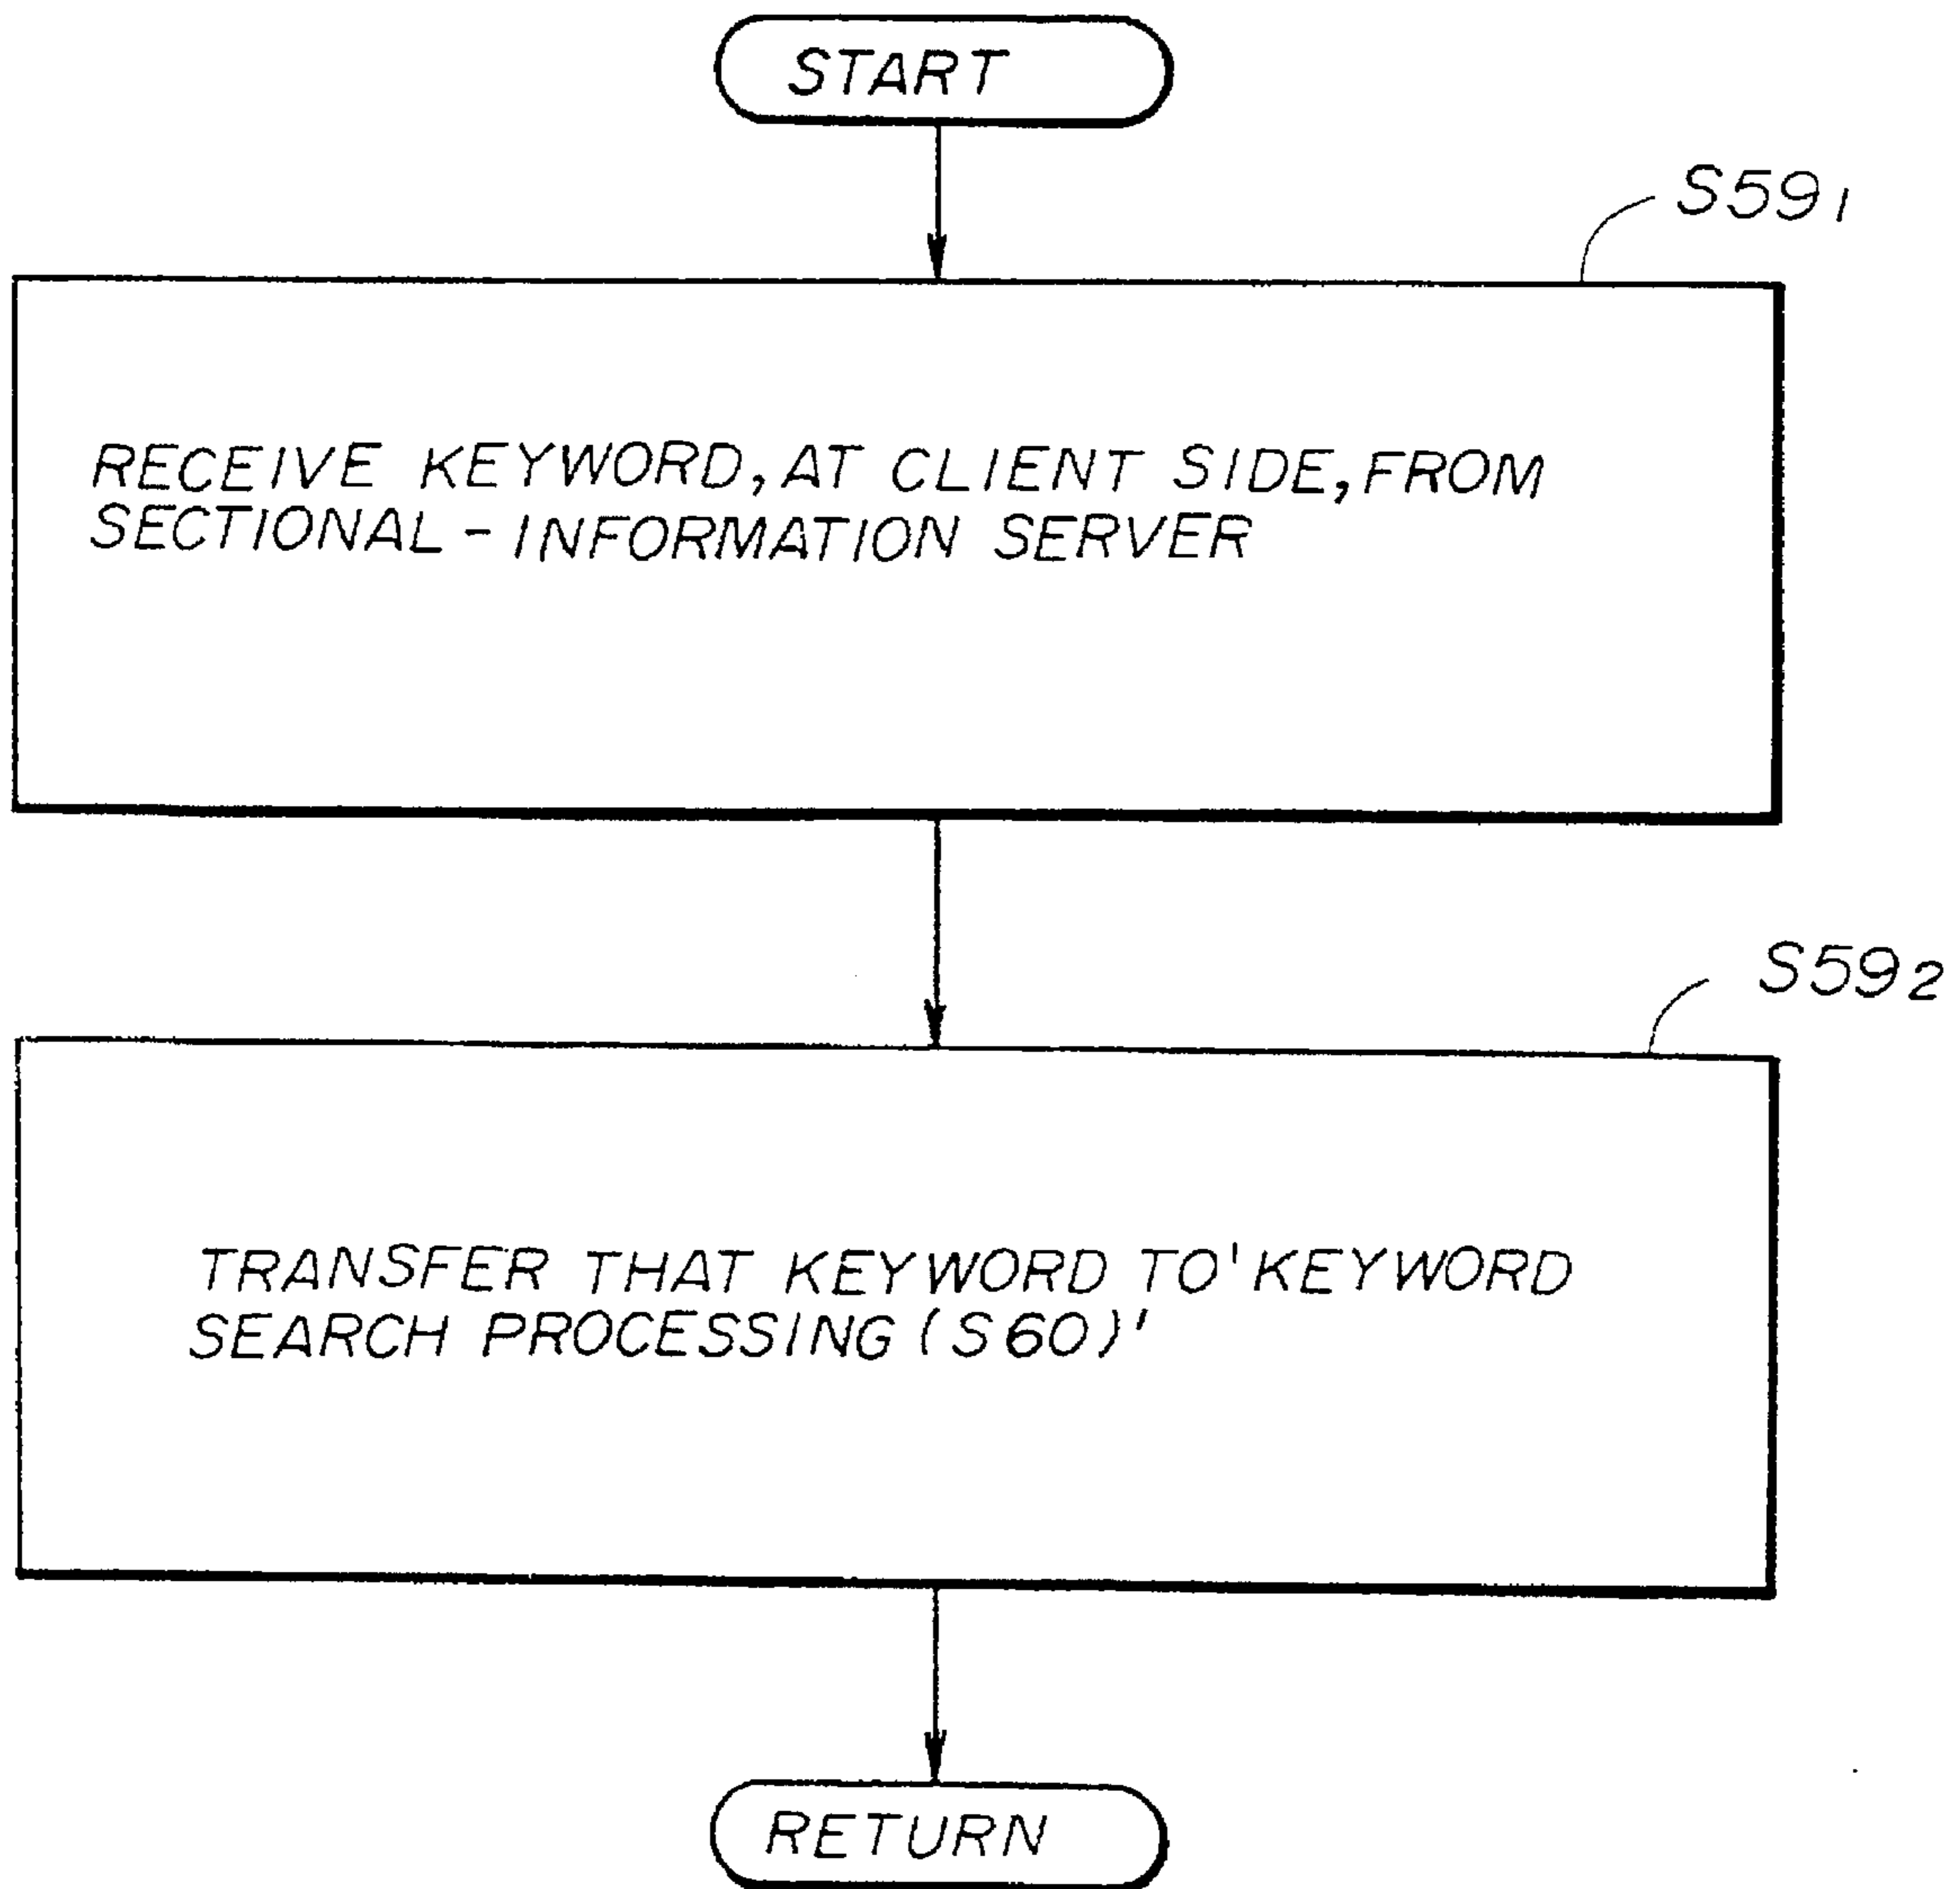 START
S59₁
RECEIVE KEYWORD, AT CLIENT SIDE, FROM
SECTIONAL-INFORMATION SERVER
S59₂
TRANSFER THAT KEYWORD TO 'KEYWORD
SEARCH PROCESSING (S60)'
RETURN